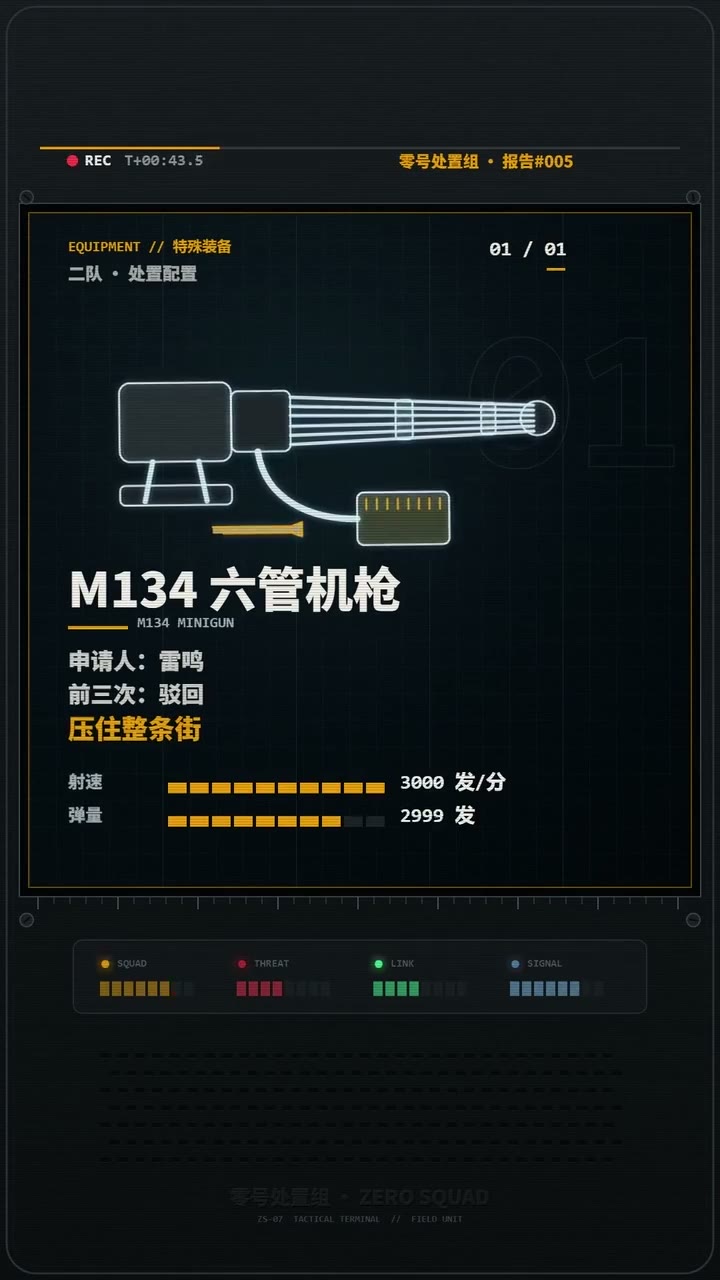 REC T+00:43.5
零号处置组 • 报告#005
EQUIPMENT // 特殊装备
01 / 01
二队 • 处置配置
01
M134 六管机枪
M134 MINIGUN
申请人：雷鸣
前三次：驳回
压住整条街
射速 3000 发/分
弹量 2999 发
SQUAD THREAT LINK SIGNAL
零号处置组 • ZERO SQUAD
ZS-07 TACTICAL TERMINAL // FIELD UNIT